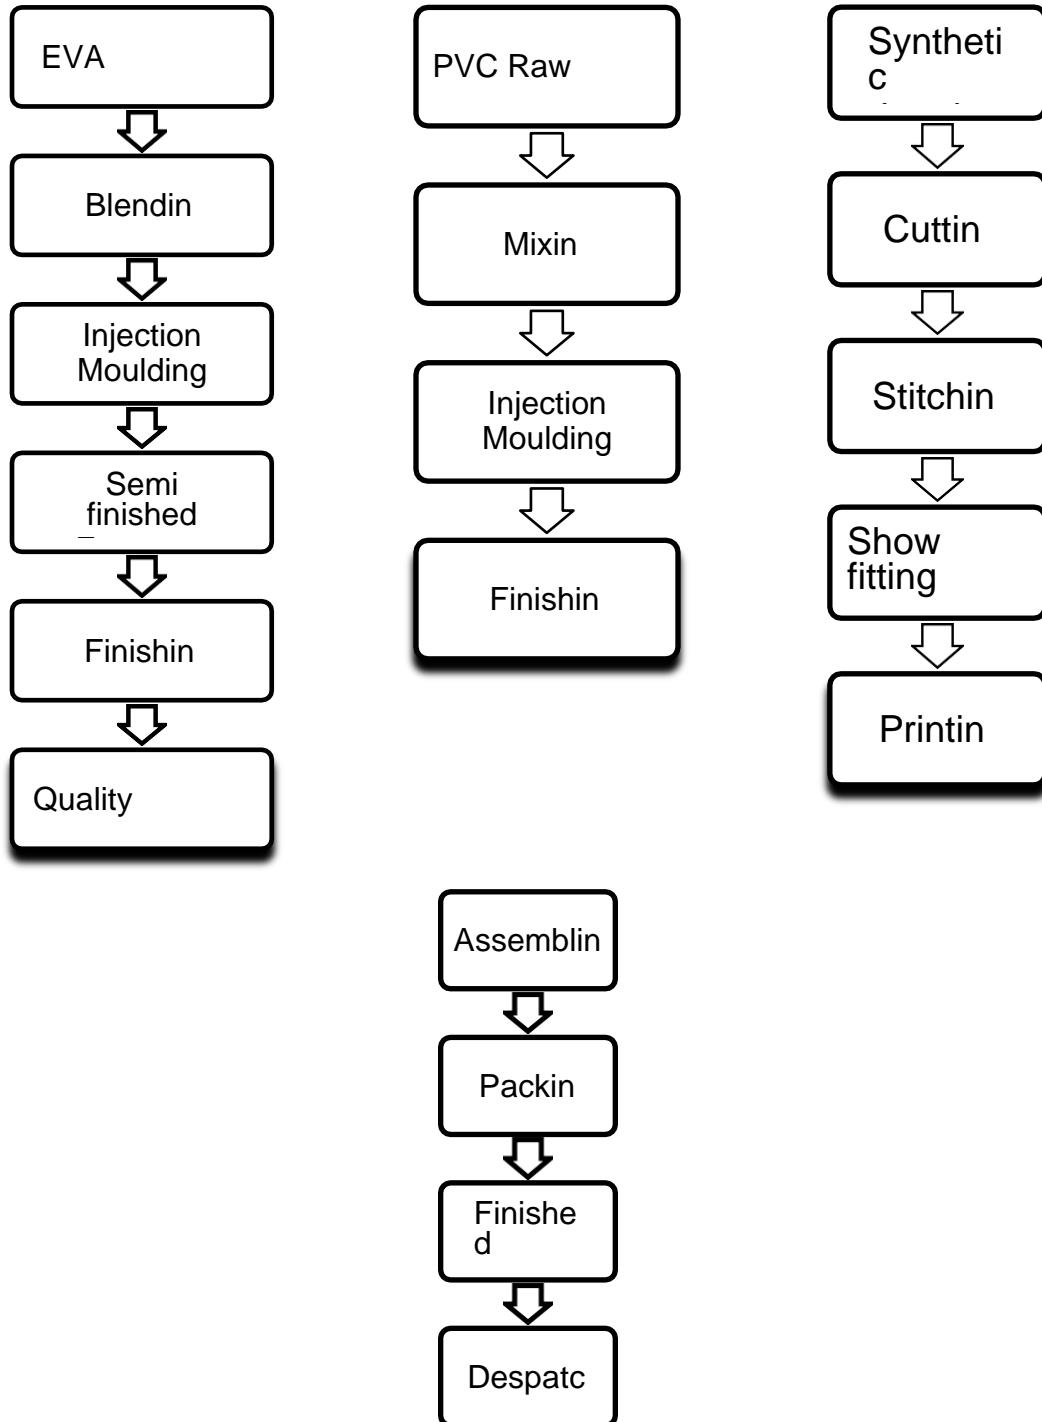 EVA
Blendin
Injection
Moulding
Semi
finished
Finishin
Quality
PVC Raw
Mixin
Injection
Moulding
Finishin
Syntheti
c
Cuttin
Stitchin
Show
fitting
Printin
Assemblin
Packin
Finishe
d
Despatc